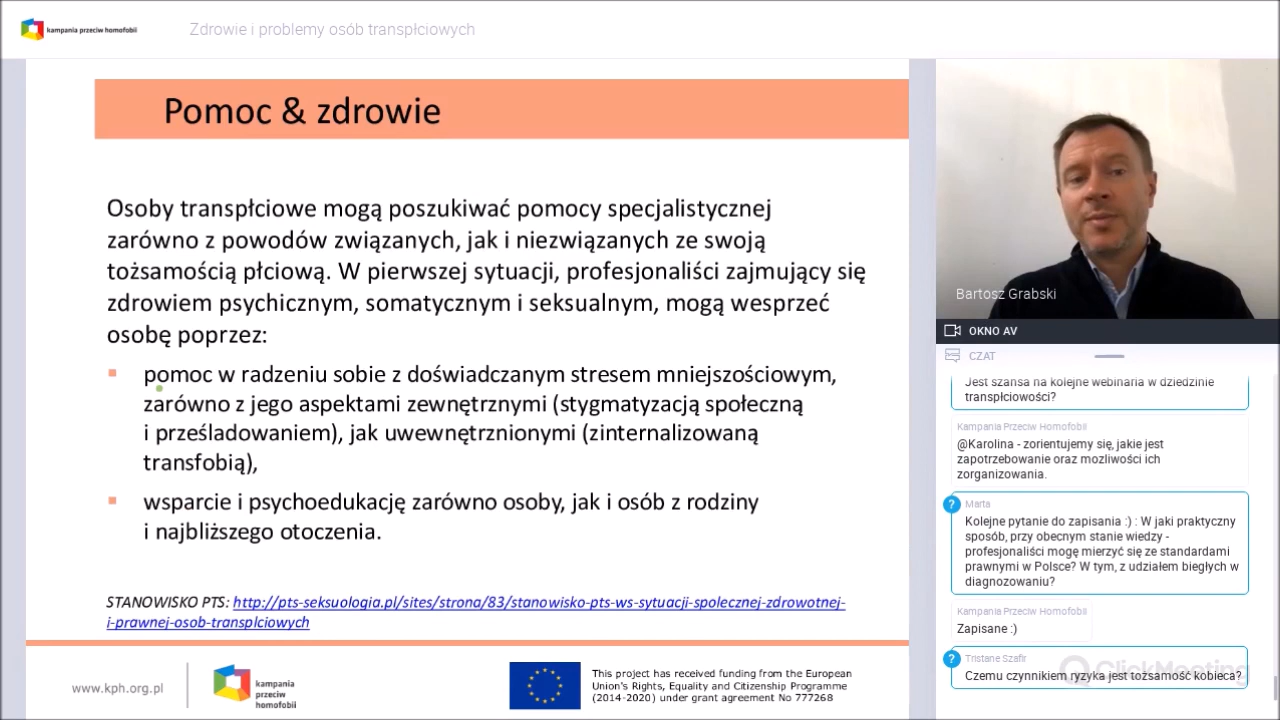 kampania przeciw homofobii
Zdrowie i problemy osób transpłciowych
Pomoc & zdrowie
Osoby transpłciowe mogą poszukiwać pomocy specjalistycznej
zarówno z powodów związanych, jak i niezwiązanych ze swoją
tożsamością płciową. W pierwszej sytuacji, profesjonaliści zajmujący się
zdrowiem psychicznym, somatycznym i seksualnym, mogą wesprzeć
osobę poprzez:
pomoc w radzeniu sobie z doświadczanym stresem mniejszościowym,
zarówno z jego aspektami zewnętrznymi (stygmatyzacją społeczną
i prześladowaniem), jak uwewnętrznionymi (zinternalizowaną
transfobią),
wsparcie i psychoedukację zarówno osoby, jak i osób z rodziny
i najbliższego otoczenia.
STANOWISKO PTS: http://pts-seksuologia.pl/sites/strona/83/stanowisko-pts-ws-sytuacji-spolecznej-zdrowotnej-
i-prawnej-osob-transplciowych
www.kph.org.pl
kampania
przeciw
homofobii
This project has received funding from the European
Union's Rights, Equality and Citizenship Programme
(2014-2020) under grant agreement No 777268
Bartosz Grabski
OKNO AV
CZAT
Jest szansa na kolejne webinaria w dziedzinie
transpłciowości?
Kampania Przeciw Homofobii
@Karolina - zorientujemy się, jakie jest
zapotrzebowanie oraz mozliwości ich
zorganizowania.
?
Marta
Kolejne pytanie do zapisania :) : W jaki praktyczny
sposób, przy obecnym stanie wiedzy -
profesjonaliści mogę mierzyć się ze standardami
prawnymi w Polsce? W tym, z udziałem biegłych w
diagnozowaniu?
Kampania Przeciw Homofobii
Zapisane :)
?
Tristane Szafir
Czemu czynnikiem ryzyka jest tożsamość kobieca?
ClickMeeting